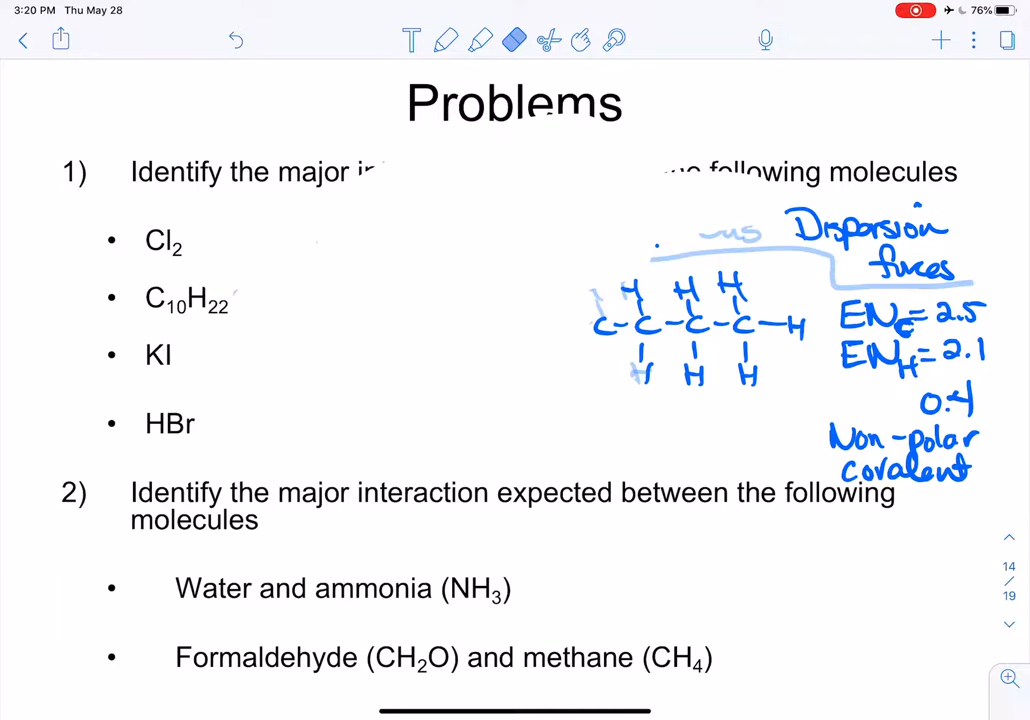 3:20 PM Thu May 28
76%
Problems
1) Identify the major following molecules
• Cl₂
Dispersion
forces
• C₁₀H₂₂
H H H
C-C-C-C-H
H H H
EN_C=2.5
EN_H=2.1
0.4
Non-polar
covalent
• KI
• HBr
2) Identify the major interaction expected between the following
molecules
• Water and ammonia (NH₃)
• Formaldehyde (CH₂O) and methane (CH₄)
14
/
19